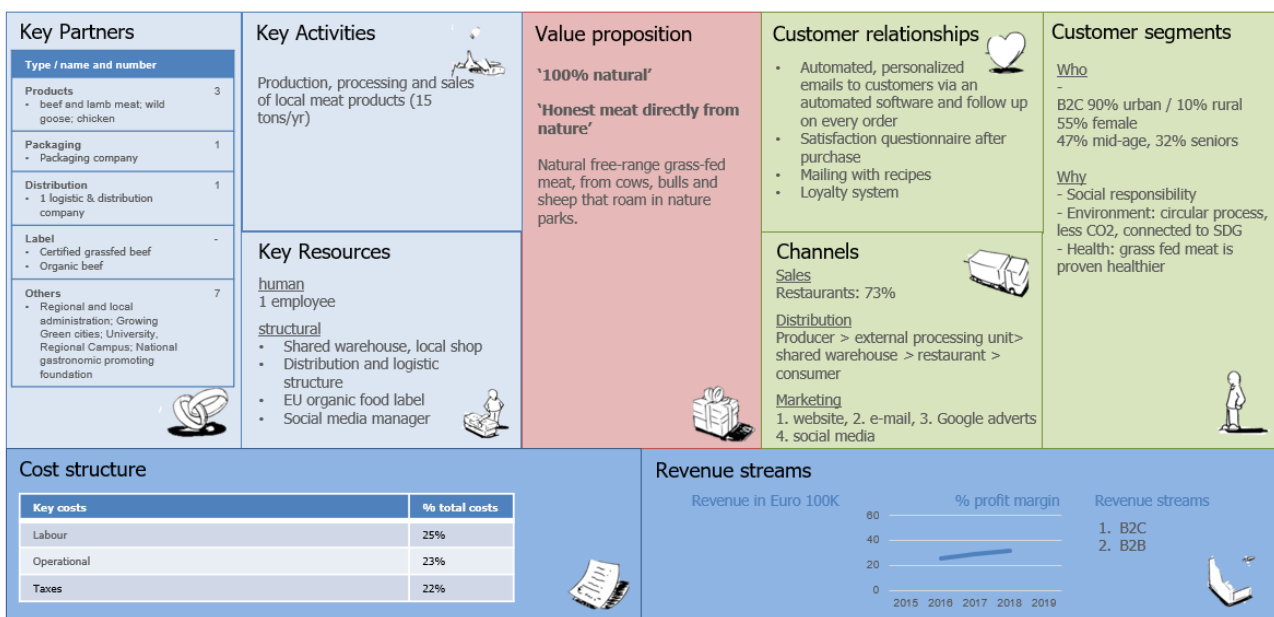 Key Partners
Type / name and number
Products 3
• beef and lamb meat; wild
goose; chicken
Packaging 1
• Packaging company
Distribution 1
• 1 logistic & distribution
company
Label -
• Certified grassfed beef
• Organic beef
Others 7
• Regional and local
administration; Growing
Green cities; University,
Regional Campus; National
gastronomic promoting
foundation
Key Activities
Production, processing and sales
of local meat products (15
tons/yr)
Key Resources
human
1 employee
structural
• Shared warehouse, local shop
• Distribution and logistic
structure
• EU organic food label
• Social media manager
Value proposition
‘100% natural’
‘Honest meat directly from
nature’
Natural free-range grass-fed
meat, from cows, bulls and
sheep that roam in nature
parks.
Customer relationships
• Automated, personalized
emails to customers via an
automated software and follow up
on every order
• Satisfaction questionnaire after
purchase
• Mailing with recipes
• Loyalty system
Channels
Sales
Restaurants: 73%
Distribution
Producer > external processing unit>
shared warehouse > restaurant >
consumer
Marketing
1. website, 2. e-mail, 3. Google adverts
4. social media
Customer segments
Who
-
B2C 90% urban / 10% rural
55% female
47% mid-age, 32% seniors
Why
- Social responsibility
- Environment: circular process,
less CO2, connected to SDG
- Health: grass fed meat is
proven healthier
Cost structure
Key costs % total costs
Labour 25%
Operational 23%
Taxes 22%
Revenue streams
Revenue in Euro 100K
% profit margin
60
40
20
0
2015 2016 2017 2018 2019
Revenue streams
1. B2C
2. B2B